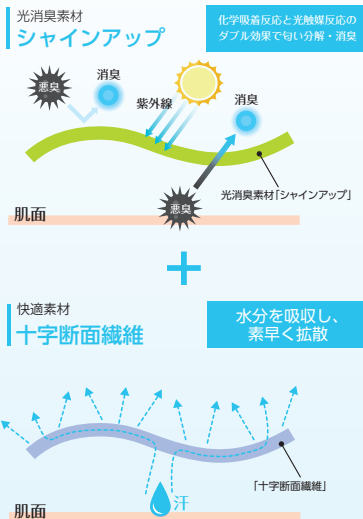 光消臭素材
シャインアップ
化学吸着反応と光触媒反応の
ダブル効果で匂い分解・消臭
悪臭
消臭
紫外線
消臭
光消臭素材「シャインアップ」
悪臭
肌面
+
快適素材
十字断面繊維
水分を吸収し、
素早く拡散
「十字断面繊維」
汗
肌面